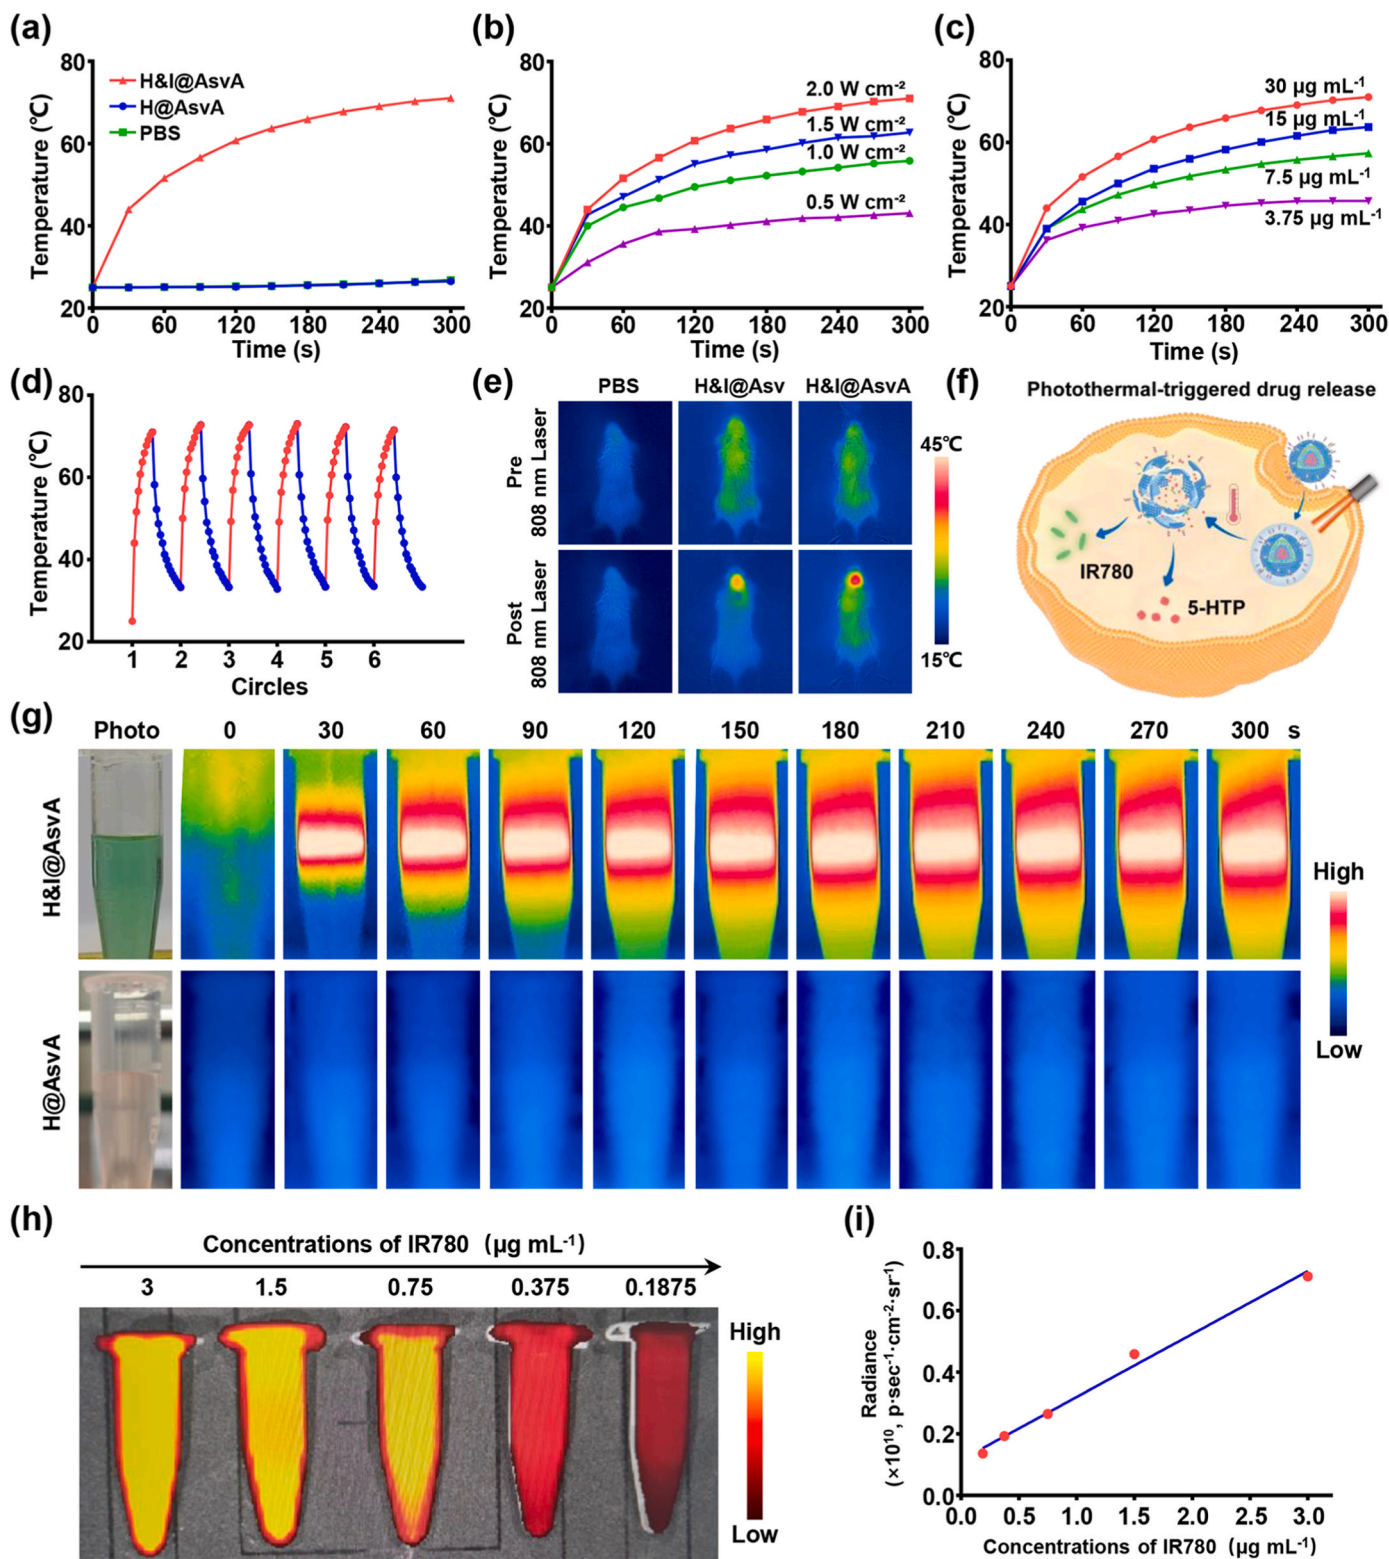 (a)
Temperature (℃)
80
60
40
20
H&I@AsvA
H@AsvA
PBS
0 60 120 180 240 300
Time (s)
(b)
Temperature (℃)
80
60
40
20
2.0 W cm⁻²
1.5 W cm⁻²
1.0 W cm⁻²
0.5 W cm⁻²
0 60 120 180 240 300
Time (s)
(c)
Temperature (℃)
80
60
40
20
30 µg mL⁻¹
15 µg mL⁻¹
7.5 µg mL⁻¹
3.75 µg mL⁻¹
0 60 120 180 240 300
Time (s)
(d)
Temperature (℃)
80
60
40
20
1 2 3 4 5 6
Circles
(e)
PBS H&I@Asv H&I@AsvA
Pre
808 nm Laser
Post
808 nm Laser
45℃
15℃
(f)
Photothermal-triggered drug release
IR780
5-HTP
(g)
Photo 0 30 60 90 120 150 180 210 240 270 300 s
H&I@AsvA
H@AsvA
High
Low
(h)
Concentrations of IR780 (µg mL⁻¹)
3 1.5 0.75 0.375 0.1875
High
Low
(i)
Radiance
(×10¹⁰, p·sec⁻¹·cm⁻²·sr⁻¹)
0.8
0.6
0.4
0.2
0.0
0.0 0.5 1.0 1.5 2.0 2.5 3.0
Concentrations of IR780 (µg mL⁻¹)